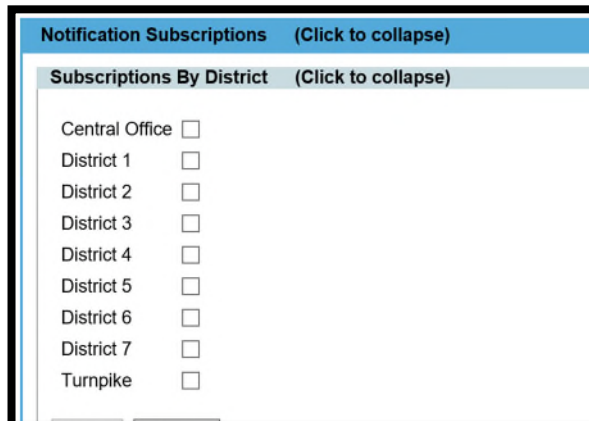 Notification Subscriptions (Click to collapse)
Subscriptions By District (Click to collapse)
Central Office
District 1
District 2
District 3
District 4
District 5
District 6
District 7
Turnpike